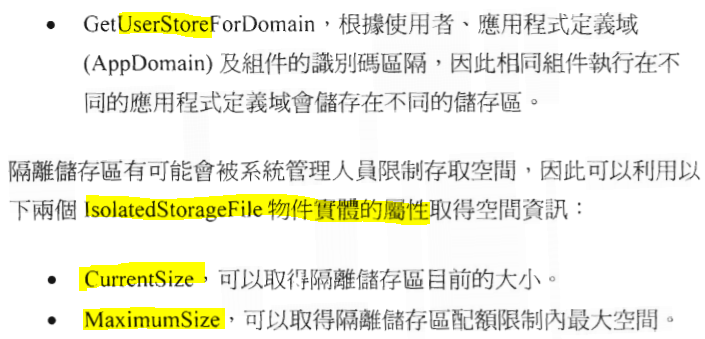 • GetUserStoreForDomain，根據使用者、應用程式定義域
(AppDomain) 及組件的識別碼區隔，因此相同組件執行在不
同的應用程式定義域會儲存在不同的儲存區。
隔離儲存區有可能會被系統管理人員限制存取空間，因此可以利用以
下兩個 IsolatedStorageFile 物件實體的屬性取得空間資訊：
• CurrentSize，可以取得隔離儲存區目前的大小。
• MaximumSize，可以取得隔離儲存區配額限制內最大空間。